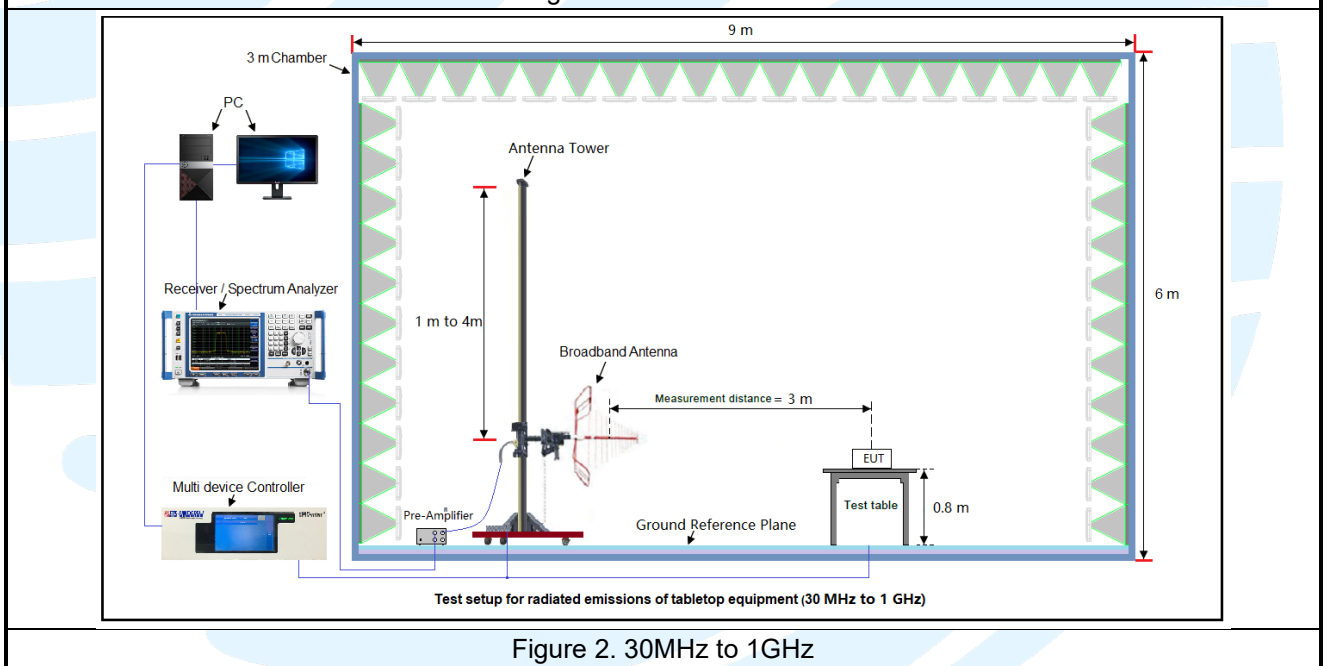 9 m
3 m Chamber
PC
Antenna Tower
6 m
Receiver / Spectrum Analyzer
1 m to 4m
Broadband Antenna
Measurement distance = 3 m
EUT
Multi device Controller
Test table
0.8 m
Pre-Amplifier
Ground Reference Plane
Test setup for radiated emissions of tabletop equipment (30 MHz to 1 GHz)
Figure 2. 30MHz to 1GHz